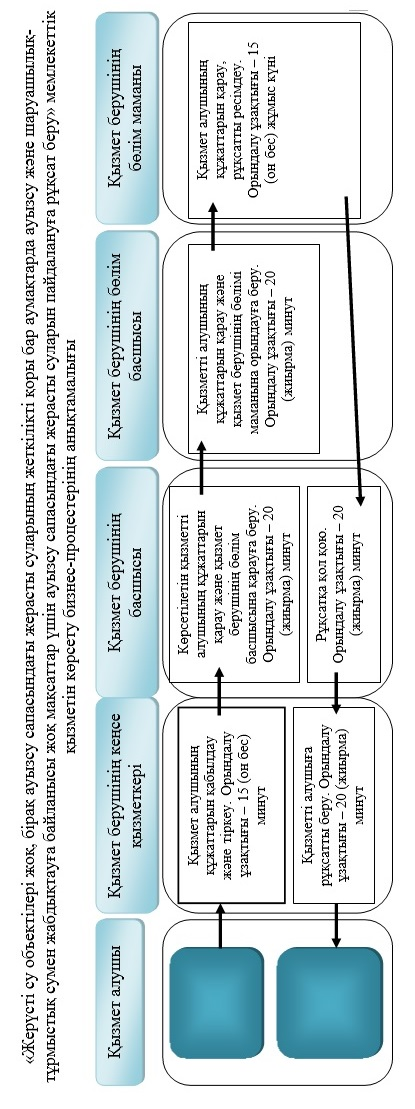 «Жерүсті су объектілері жоқ, бірақ ауызсу сапасындағы жерасты суларының жеткілікті қоры бар аумақтарда ауызсу және шаруашылық-
тұрмыстық сумен жабдықтауға байланысы жоқ мақсаттар үшін ауызсу сапасындағы жерасты суларын пайдалануға рұқсат беру» мемлекеттік
қызметін көрсету бизнес-процестерінің анықтамалығы
Қызмет алушы
Қызмет берушінің кеңсе
қызметкері
Қызмет берушінің
басшысы
Қызмет берушінің бөлім
басшысы
Қызмет берушінің
бөлім маманы
Қызмет алушының
құжаттарын қабылдау
және тіркеу. Орындалу
ұзақтығы – 15 (он бес)
минут
Көрсетілетін қызметті
алушының құжаттарын
қарау және қызмет
берушінің бөлім
басшысына қарауға беру.
Орындалу ұзақтығы – 20
(жиырма) минут
Қызметті алушының
құжаттарын қарау және
қызмет берушінің бөлімі
маманына орындауға беру.
Орындалу ұзақтығы – 20
(жиырма) минут
Қызмет алушының
құжаттарын қарау,
рұқсатты ресімдеу.
Орындалу ұзақтығы – 15
(он бес) жұмыс күні
Рұқсатқа қол қою.
Орындалу ұзақтығы – 20
(жиырма) минут
Қызметті алушыға
рұқсатты беру. Орындалу
ұзақтығы – 20 (жиырма)
минут